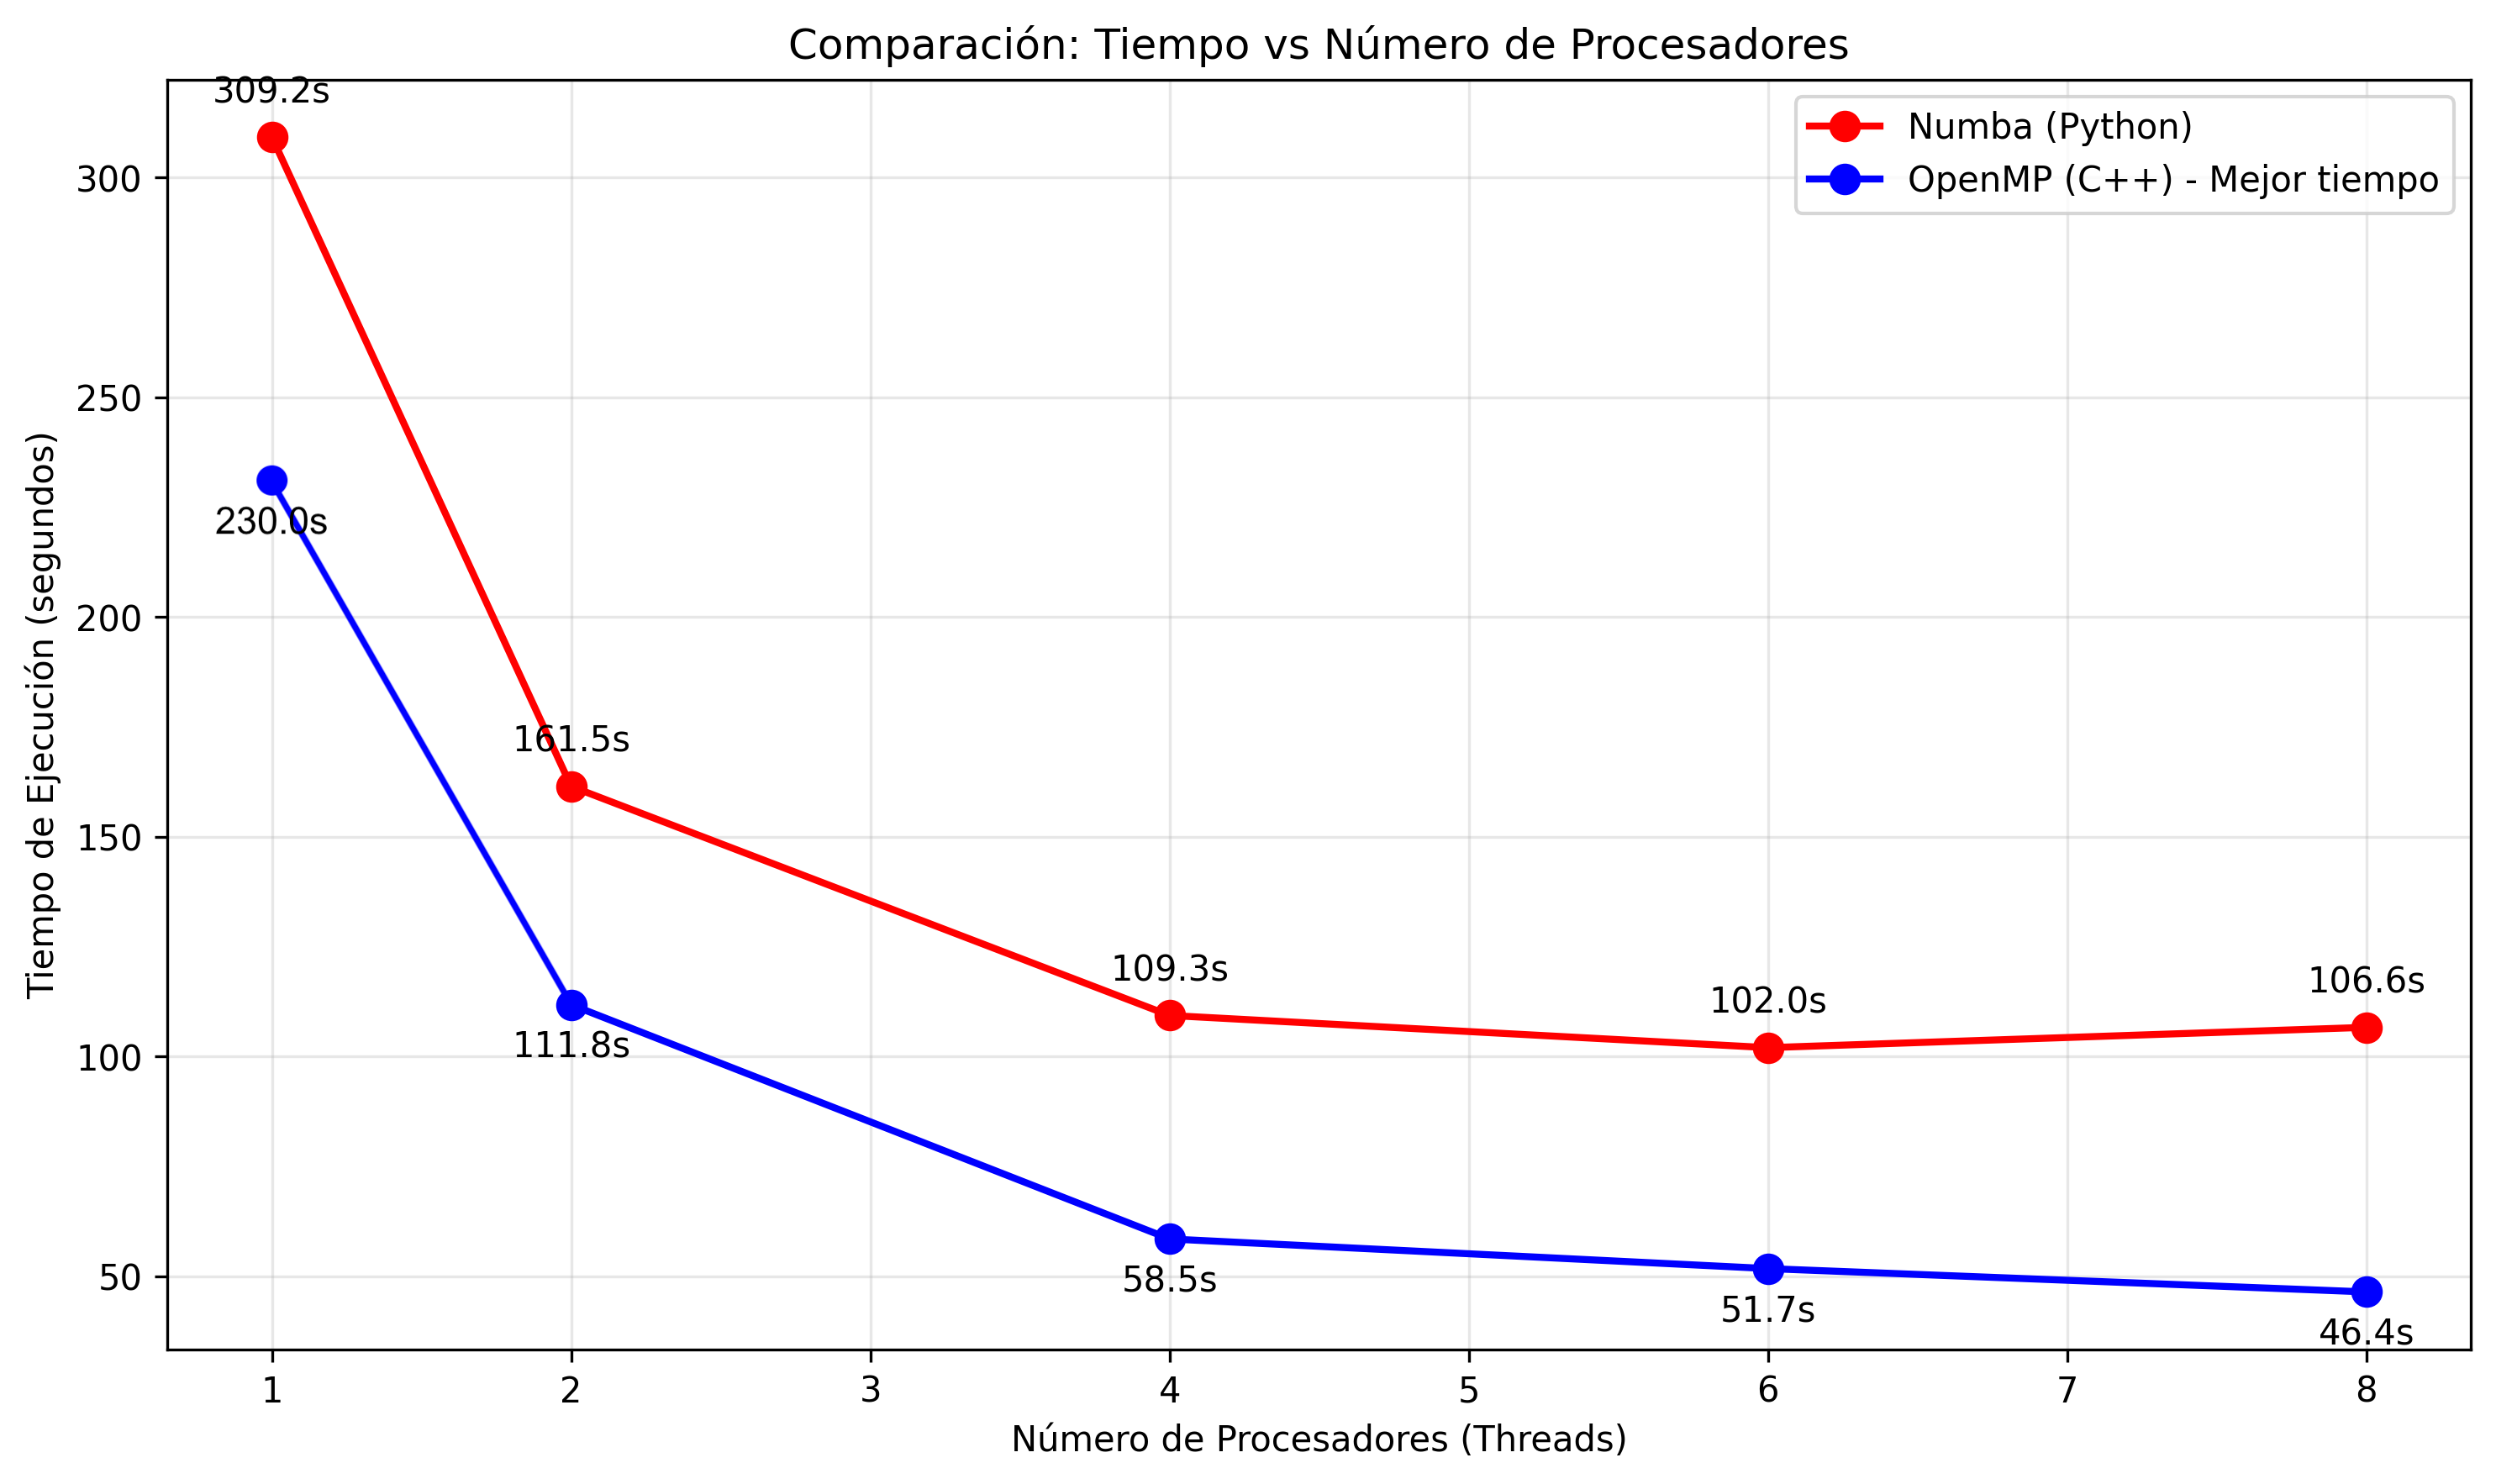 Comparación: Tiempo vs Número de Procesadores
309.2s
Numba (Python)
OpenMP (C++) - Mejor tiempo
300
250
230.0s
200
161.5s
150
109.3s
106.6s
102.0s
111.8s
100
58.5s
50
51.7s
46.4s
Tiempo de Ejecución (segundos)
1 2 3 4 5 6 7 8
Número de Procesadores (Threads)